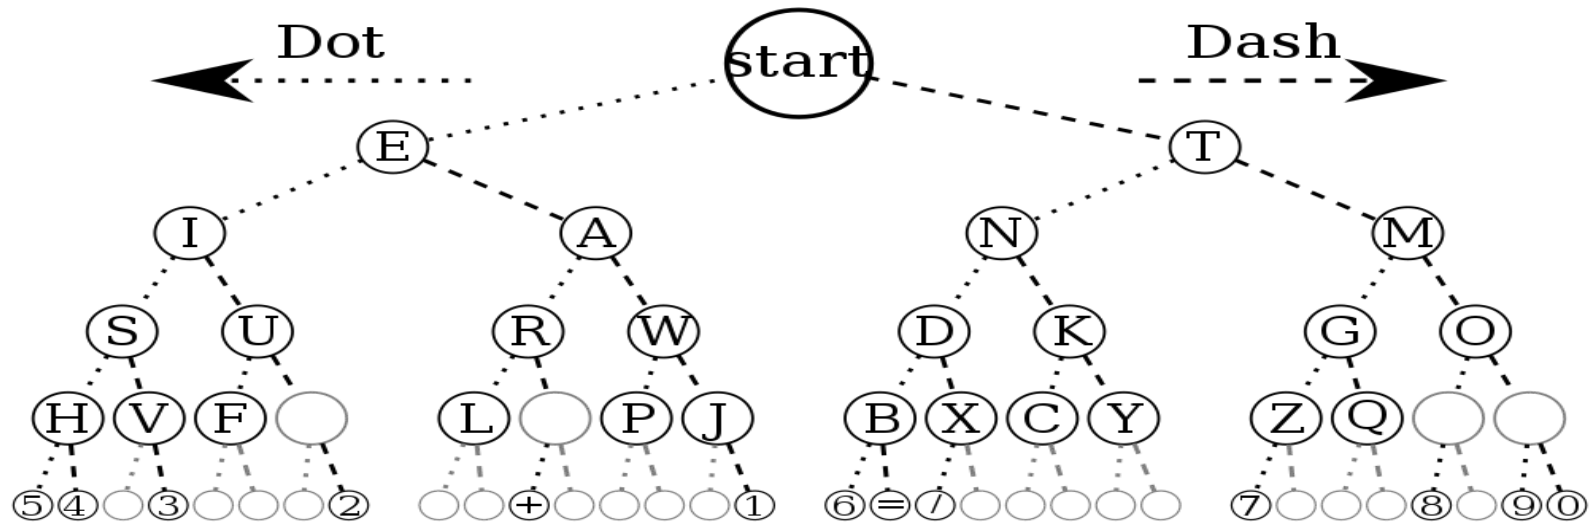 Dot start Dash
E T
I A N M
S U R W D K G O
H V F L P J B X C Y Z Q
5 4 3 2 + 1 6 = / 7 8 9 0